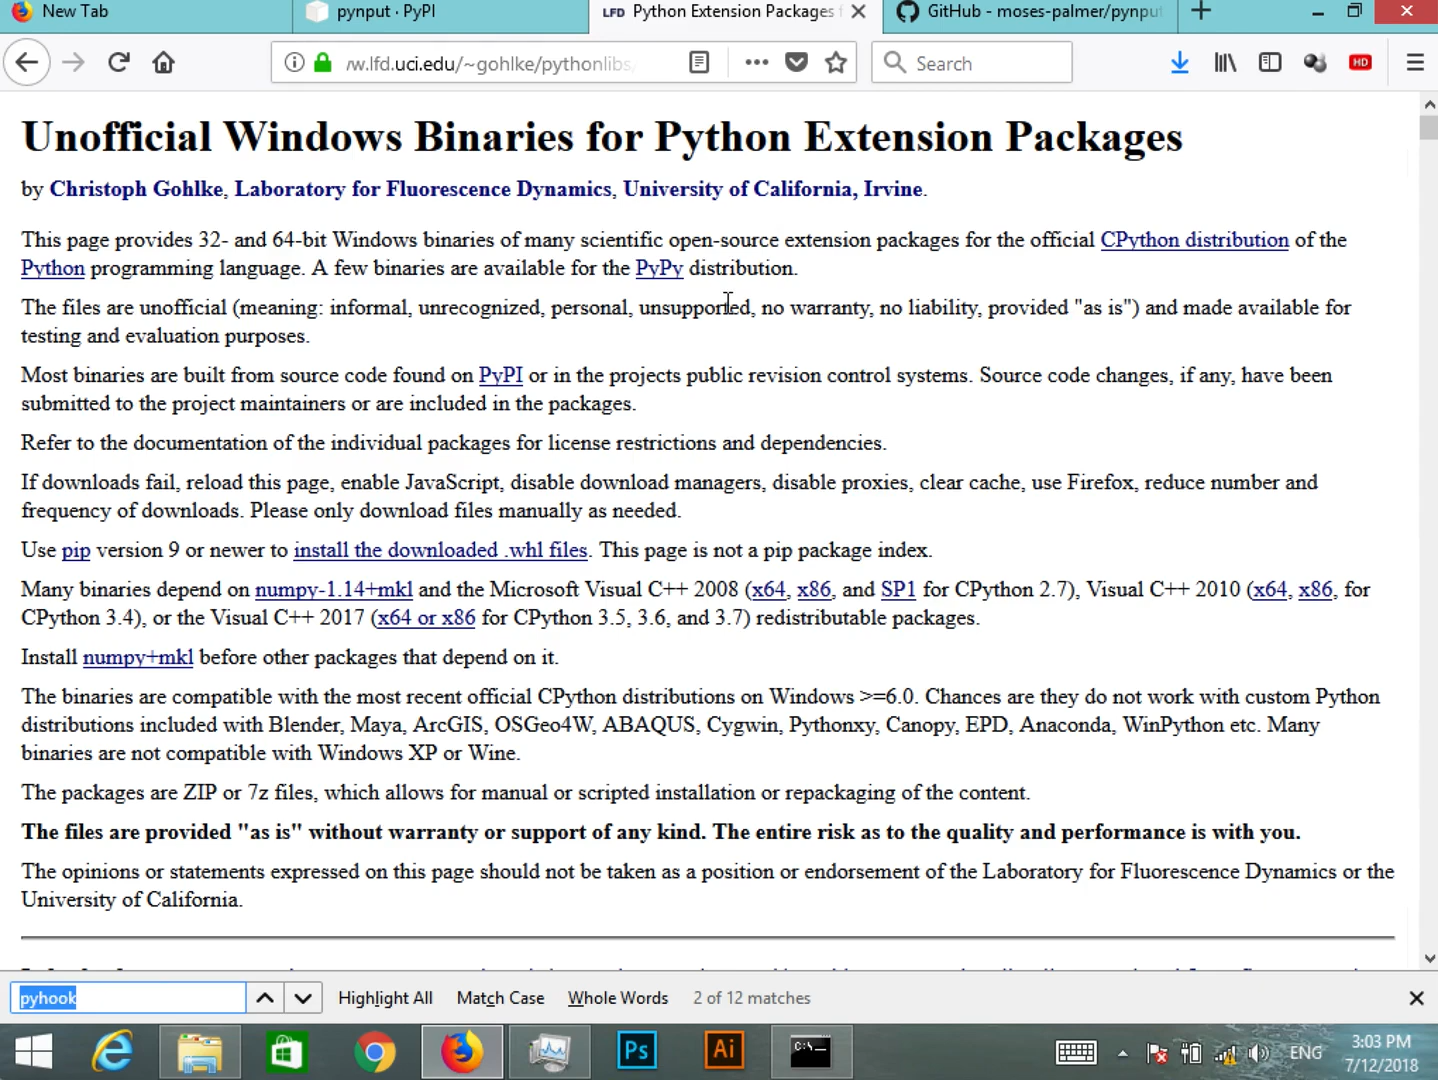 New Tab
pynput · PyPI
LFD Python Extension Packages f
GitHub - moses-palmer/pynput
w.lfd.uci.edu/~gohlke/pythonlibs/
Search
HD
Unofficial Windows Binaries for Python Extension Packages
by Christoph Gohlke, Laboratory for Fluorescence Dynamics, University of California, Irvine.
This page provides 32- and 64-bit Windows binaries of many scientific open-source extension packages for the official CPython distribution of the
Python programming language. A few binaries are available for the PyPy distribution.
The files are unofficial (meaning: informal, unrecognized, personal, unsupported, no warranty, no liability, provided "as is") and made available for
testing and evaluation purposes.
Most binaries are built from source code found on PyPI or in the projects public revision control systems. Source code changes, if any, have been
submitted to the project maintainers or are included in the packages.
Refer to the documentation of the individual packages for license restrictions and dependencies.
If downloads fail, reload this page, enable JavaScript, disable download managers, disable proxies, clear cache, use Firefox, reduce number and
frequency of downloads. Please only download files manually as needed.
Use pip version 9 or newer to install the downloaded .whl files. This page is not a pip package index.
Many binaries depend on numpy-1.14+mkl and the Microsoft Visual C++ 2008 (x64, x86, and SP1 for CPython 2.7), Visual C++ 2010 (x64, x86, for
CPython 3.4), or the Visual C++ 2017 (x64 or x86 for CPython 3.5, 3.6, and 3.7) redistributable packages.
Install numpy+mkl before other packages that depend on it.
The binaries are compatible with the most recent official CPython distributions on Windows >=6.0. Chances are they do not work with custom Python
distributions included with Blender, Maya, ArcGIS, OSGeo4W, ABAQUS, Cygwin, Pythonxy, Canopy, EPD, Anaconda, WinPython etc. Many
binaries are not compatible with Windows XP or Wine.
The packages are ZIP or 7z files, which allows for manual or scripted installation or repackaging of the content.
The files are provided "as is" without warranty or support of any kind. The entire risk as to the quality and performance is with you.
The opinions or statements expressed on this page should not be taken as a position or endorsement of the Laboratory for Fluorescence Dynamics or the
University of California.
pyhook
Highlight All
Match Case
Whole Words
2 of 12 matches
Ps
Ai
C:\_
ENG
3:03 PM
7/12/2018